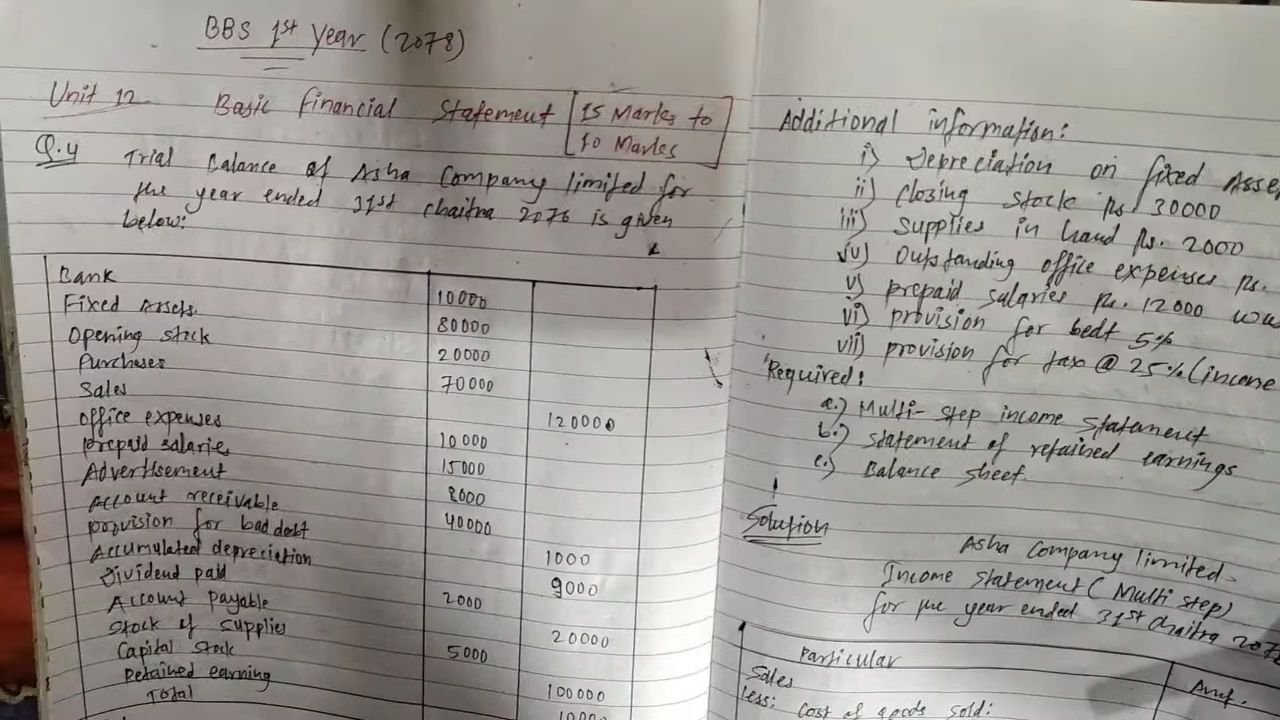 BBS 1st Year (2078)
Unit 12 Basic Financial Statement [15 Marks to 10 Marks]
Q.4 Trial Balance of Asha Company limited for
the year ended 31st chaitra 2076 is given
below:
Bank 10000
Fixed Assets. 80000
Opening stock 20000
Purchases 70000
Sales 120000
office expenses 10000
prepaid salaries 15000
Advertisement 8000
Account receivable 40000
provision for bad debt 1000
Accumulated depreciation 9000
Dividend paid 2000
Account payable 20000
Stock of supplies 5000
Capital stock 100000
Retained earning
Total
Additional information:
i) Depreciation on fixed
ii) closing stock Rs 30000
iii) supplies in hand Rs. 2000
iv) Outstanding office expenses Rs.
v) prepaid salaries Rs. 12000
vi) provision for bedt 5%
vii) provision for tax @ 25% (income
Required:
a.) Multi-step income statement
b.) statement of retained earnings
c.) Balance sheet.
Solution
Asha Company limited.
Income statement (Multi step)
for the year ended 31st Chaitra
Particular Amt.
Sales
Less: cost of goods sold: